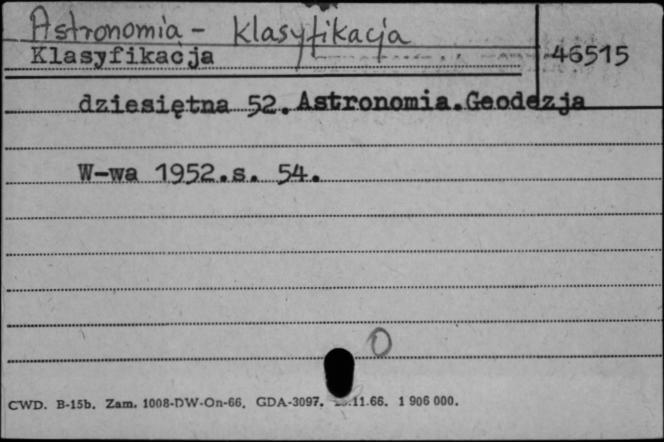 Astronomia - klasyfikacja
Klasyfikacja 46515
dziesiętna 52. Astronomia.Geodezja
W-wa 1952.s. 54.
0
CWD. B-15b. Zam. 1008-DW-On-66. GDA-3097. .11.66. 1 906 000.